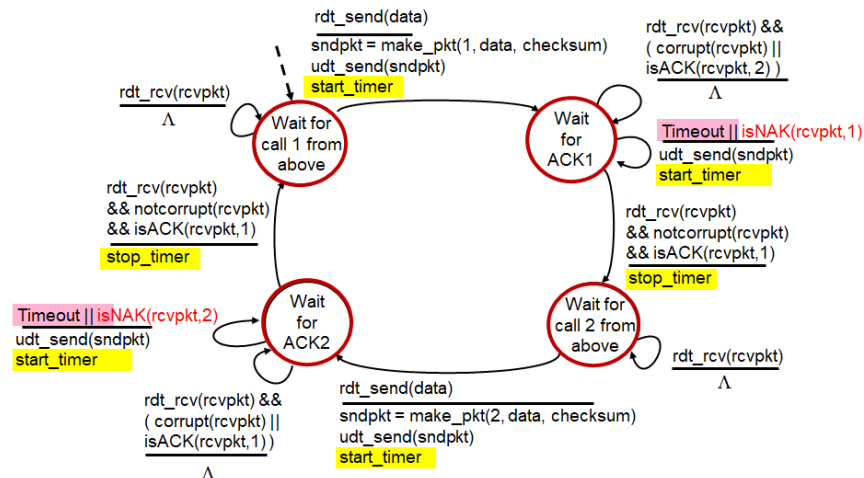 rdt_send(data)
sndpkt = make_pkt(1, data, checksum)
udt_send(sndpkt)
start_timer
rdt_rcv(rcvpkt) &&
( corrupt(rcvpkt) ||
isACK(rcvpkt, 2) )
Λ
rdt_rcv(rcvpkt)
Λ
Wait for
call 1 from
above
Wait
for
ACK1
Timeout || isNAK(rcvpkt,1)
udt_send(sndpkt)
start_timer
rdt_rcv(rcvpkt)
&& notcorrupt(rcvpkt)
&& isACK(rcvpkt,1)
stop_timer
rdt_rcv(rcvpkt)
&& notcorrupt(rcvpkt)
&& isACK(rcvpkt,1)
stop_timer
Timeout || isNAK(rcvpkt,2)
udt_send(sndpkt)
start_timer
Wait
for
ACK2
Wait for
call 2 from
above
rdt_rcv(rcvpkt)
Λ
rdt_rcv(rcvpkt) &&
( corrupt(rcvpkt) ||
isACK(rcvpkt,1) )
Λ
rdt_send(data)
sndpkt = make_pkt(2, data, checksum)
udt_send(sndpkt)
start_timer